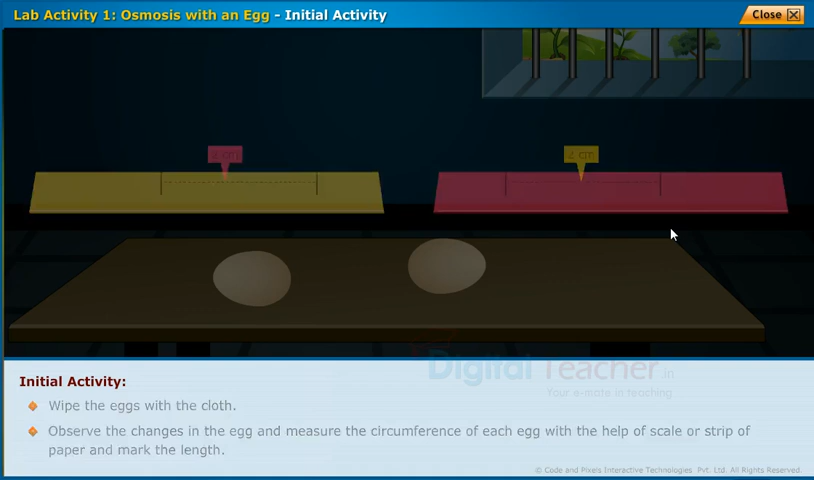 Lab Activity 1: Osmosis with an Egg - Initial Activity
Close
cm
2 cm
Initial Activity:
Wipe the eggs with the cloth.
Observe the changes in the egg and measure the circumference of each egg with the help of scale or strip of
paper and mark the length.
Digital Teacher.in
Your e-mate in teaching
© Code and Pixels Interactive Technologies. Pvt. Ltd. All Rights Reserved.